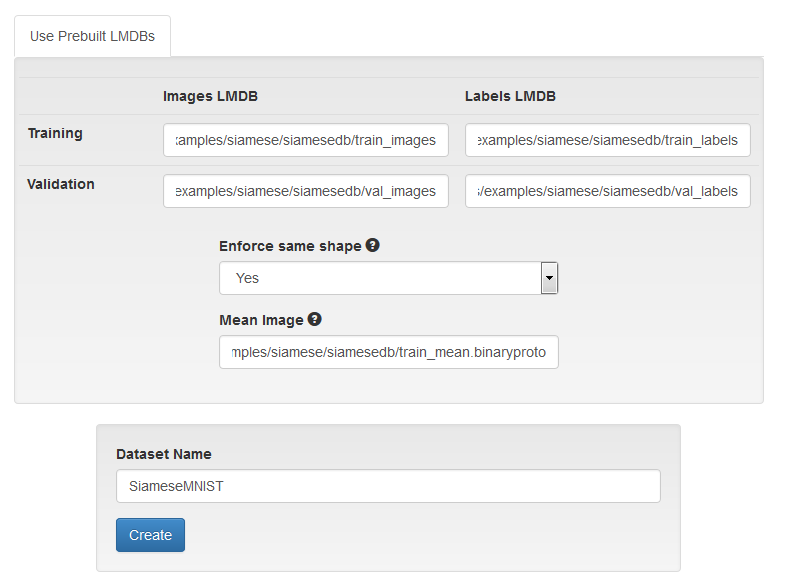 Use Prebuilt LMDBs
Images LMDB Labels LMDB
Training camples/siamese/siamesedb/train_images examples/siamese/siamesedb/train_labels
Validation examples/siamese/siamesedb/val_images /examples/siamese/siamesedb/val_labels
Enforce same shape
Yes
Mean Image
mples/siamese/siamesedb/train_mean.binaryproto
Dataset Name
SiameseMNIST
Create